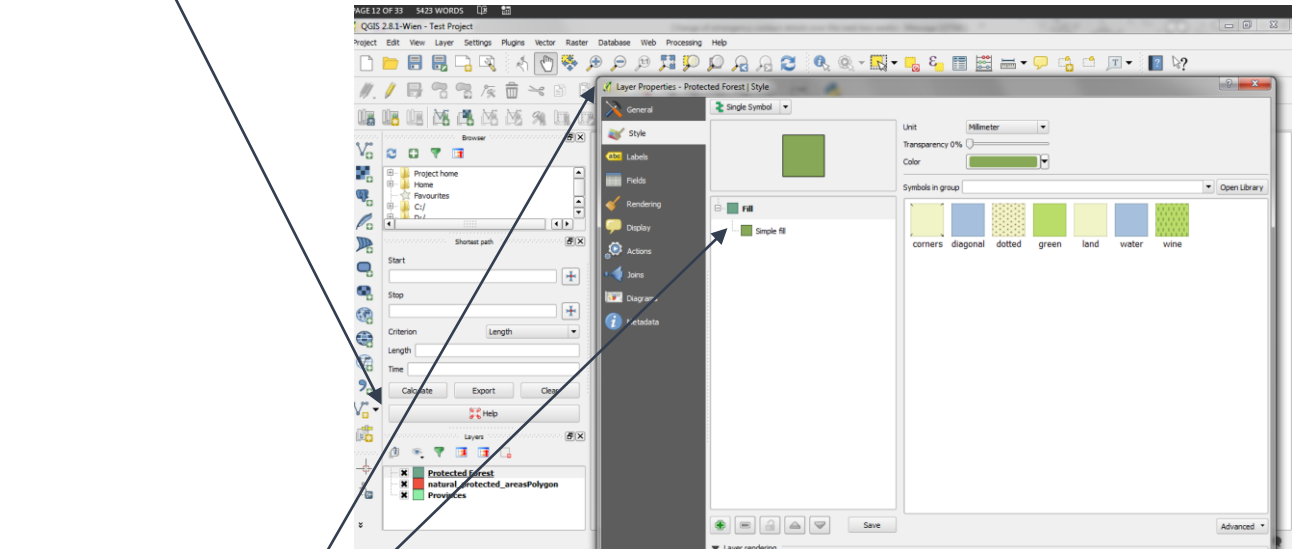 PAGE 12 OF 33 5423 WORDS
QGIS 2.8.1-Wien - Test Project
Project Edit View Layer Settings Plugins Vector Raster Database Web Processing Help
Layer Properties - Protected Forest | Style
General
Style
Labels
Fields
Rendering
Display
Actions
Joins
Diagrams
Metadata
Single Symbol
Unit Millimeter
Transparency 0%
Color
Symbols in group Open Library
Fill
Simple fill
corners diagonal dotted green land water wine
Save
Advanced
Layer rendering
Browser
Project home
Home
Favourites
C:/
D:/
Shortest path
Start
Stop
Criterion Length
Length
Time
Calculate Export Clear
Help
Layers
Protected Forest
natural_protected_areasPolygon
Provinces